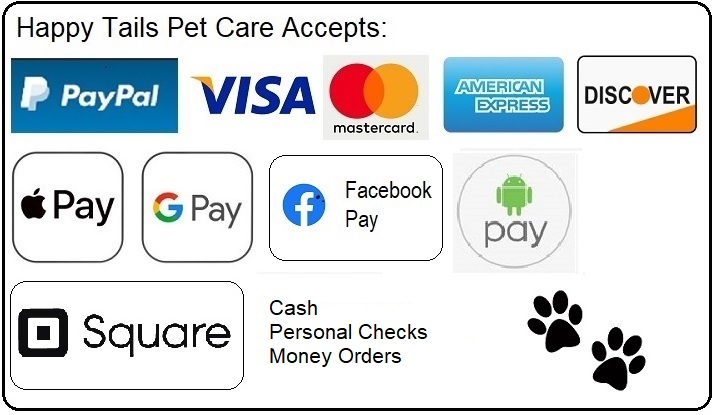 Happy Tails Pet Care Accepts:
PayPal
VISA
mastercard.
AMERICAN
EXPRESS
DISCOVER
Pay
G Pay
Facebook
Pay
pay
Square
Cash
Personal Checks
Money Orders